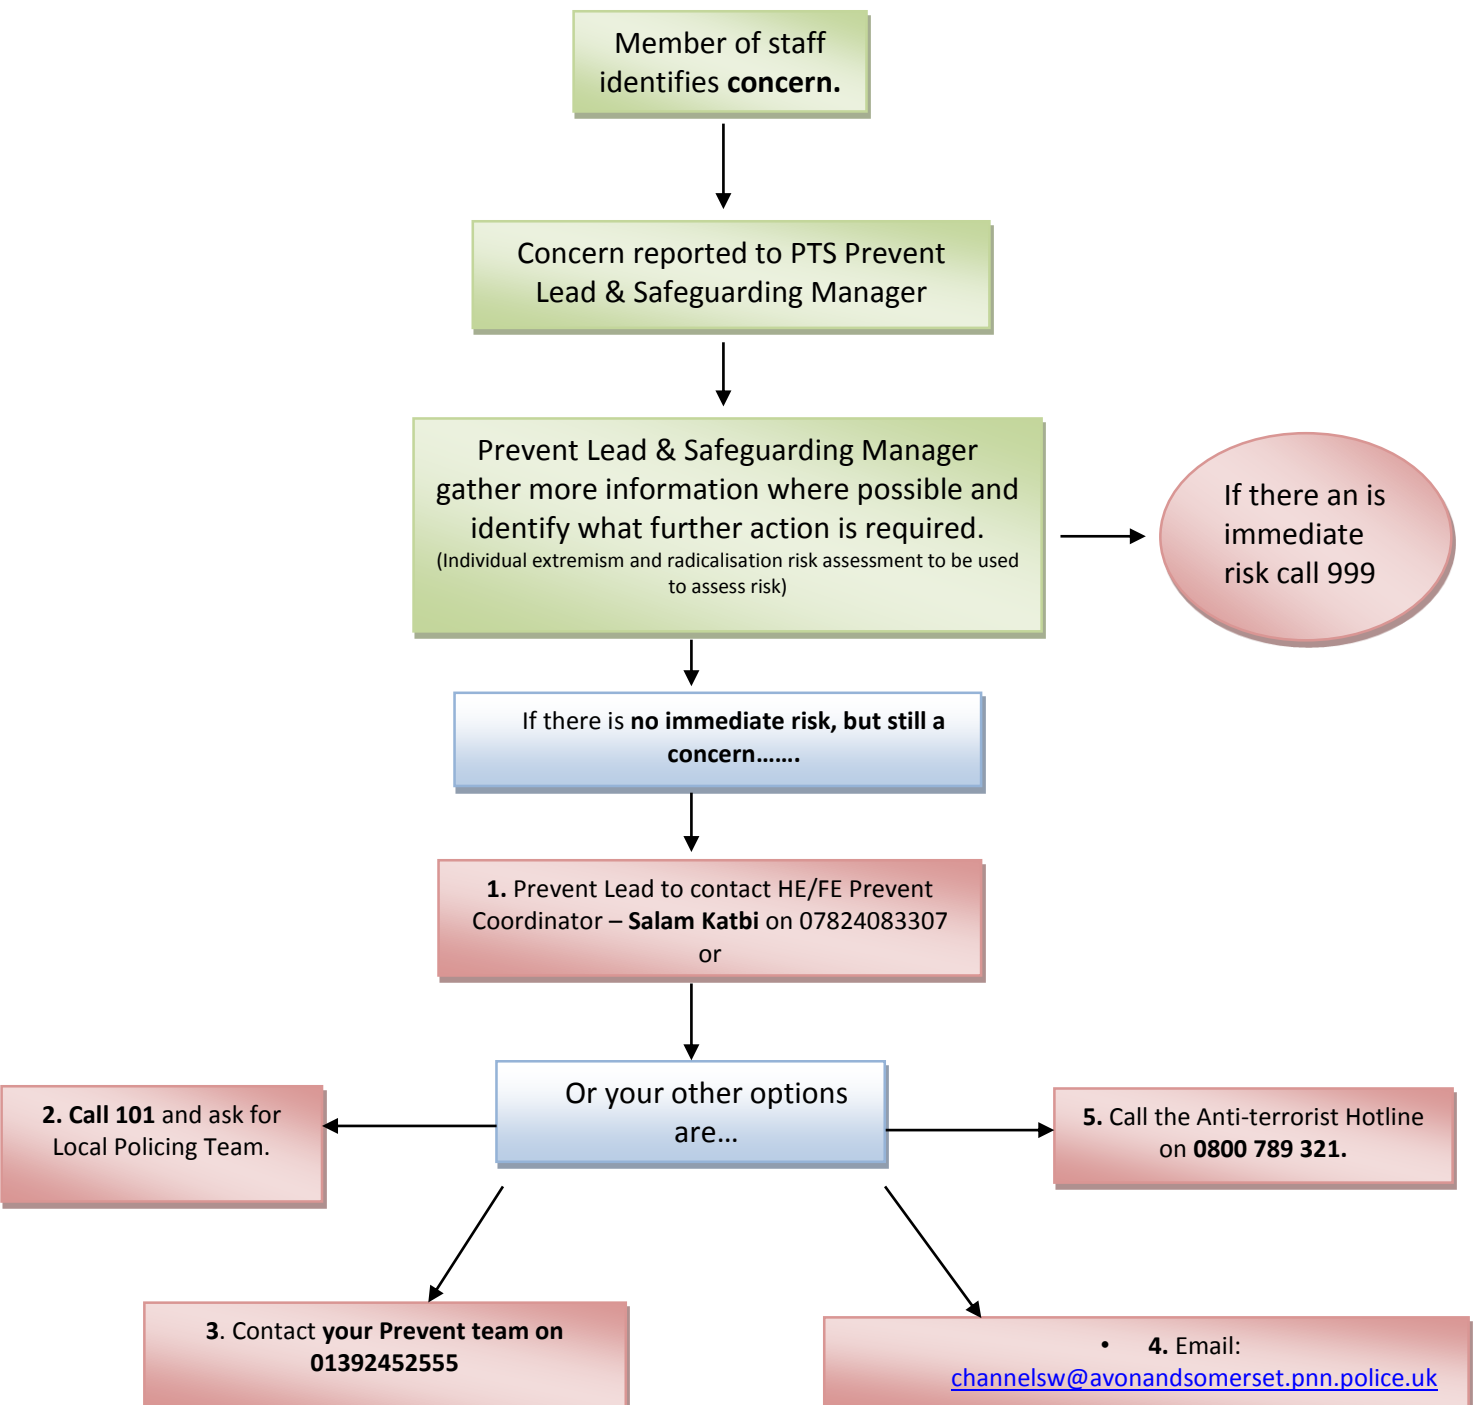 Member of staff
identifies concern.
Concern reported to PTS Prevent
Lead & Safeguarding Manager
Prevent Lead & Safeguarding Manager
gather more information where possible and
identify what further action is required.
(Individual extremism and radicalisation risk assessment to be used
to assess risk)
If there an is
immediate
risk call 999
If there is no immediate risk, but still a
concern…….
1. Prevent Lead to contact HE/FE Prevent
Coordinator – Salam Katbi on 07824083307
or
Or your other options
are…
2. Call 101 and ask for
Local Policing Team.
5. Call the Anti-terrorist Hotline
on 0800 789 321.
3. Contact your Prevent team on
01392452555
• 4. Email:
channelsw@avonandsomerset.pnn.police.uk